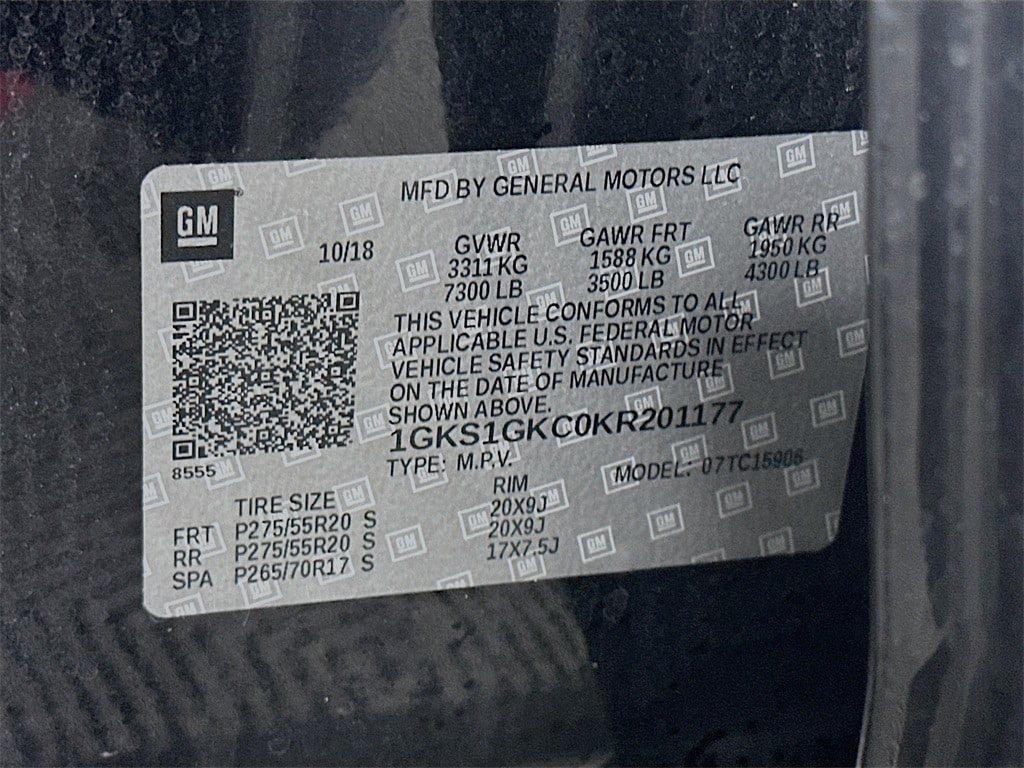 GM
MFD BY GENERAL MOTORS LLC
10/18
GVWR GAWR FRT GAWR RR
3311 KG 1588 KG 1950 KG
7300 LB 3500 LB 4300 LB
THIS VEHICLE CONFORMS TO ALL
APPLICABLE U.S. FEDERAL MOTOR
VEHICLE SAFETY STANDARDS IN EFFECT
ON THE DATE OF MANUFACTURE
SHOWN ABOVE.
1GKS1GKC0KR201177
8555
TYPE: M.P.V. MODEL: 07TC15906
TIRE SIZE RIM
FRT P275/55R20 S 20X9J
RR P275/55R20 S 20X9J
SPA P265/70R17 S 17X7.5J